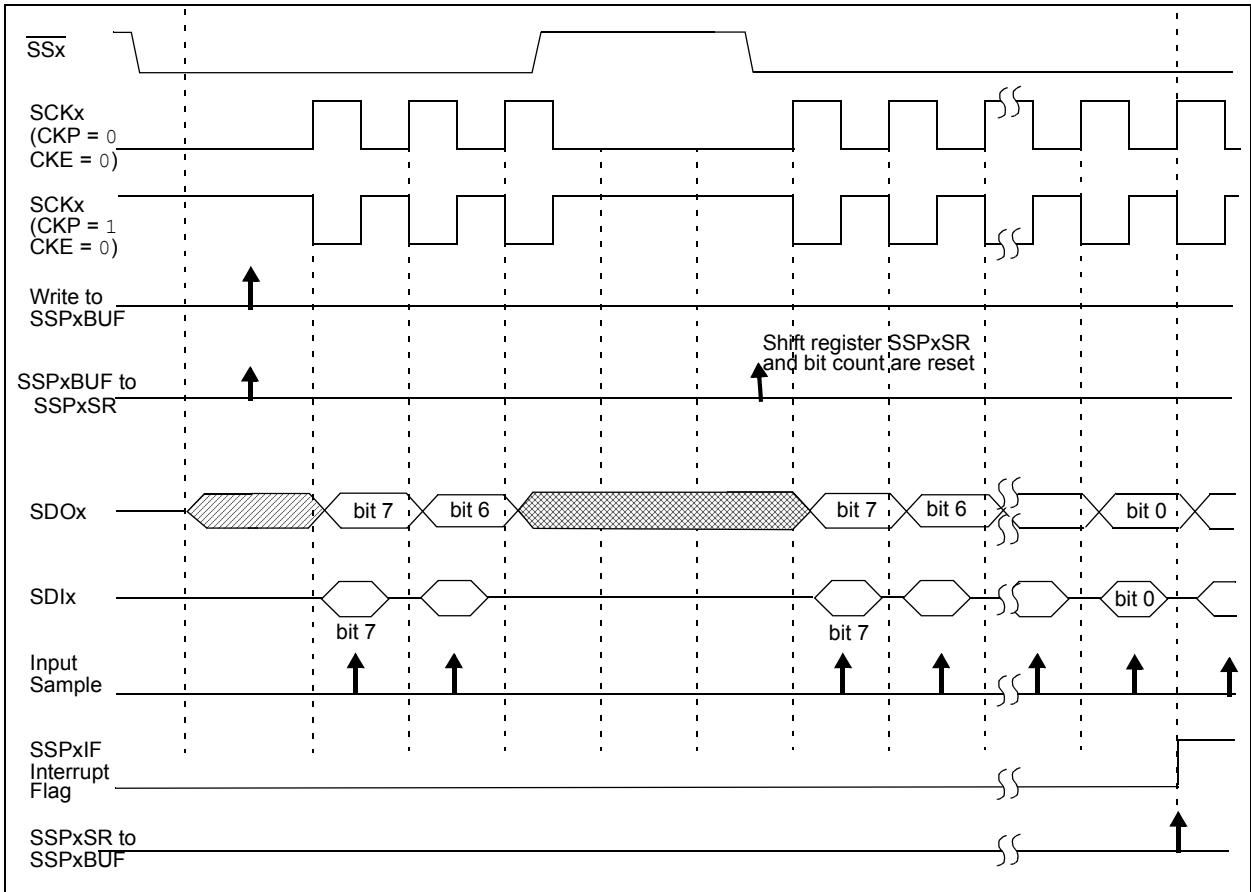 SSx
SCKx
(CKP = 0
CKE = 0)
SCKx
(CKP = 1
CKE = 0)
Write to
SSPxBUF
Shift register SSPxSR
and bit count are reset
SSPxBUF to
SSPxSR
SDOx
bit 7
bit 6
bit 7
bit 6
bit 0
SDIx
bit 0
bit 7
bit 7
Input
Sample
SSPxIF
Interrupt
Flag
SSPxSR to
SSPxBUF